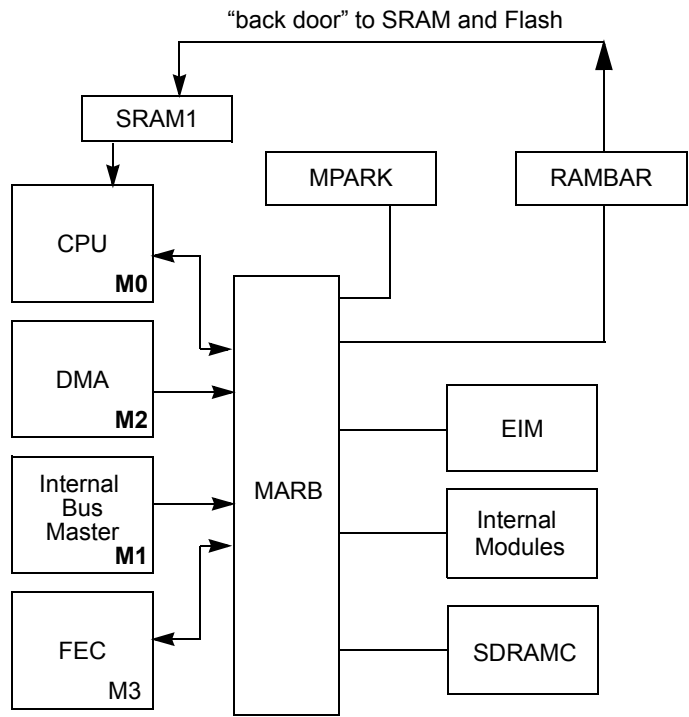 “back door” to SRAM and Flash
SRAM1
MPARK
RAMBAR
CPU
M0
DMA
M2
EIM
Internal
Bus
Master
M1
MARB
Internal
Modules
FEC
M3
SDRAMC